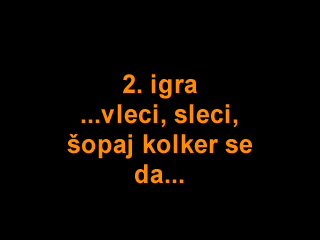 2. igra
...vleci, sleci,
šopaj kolker se
da...